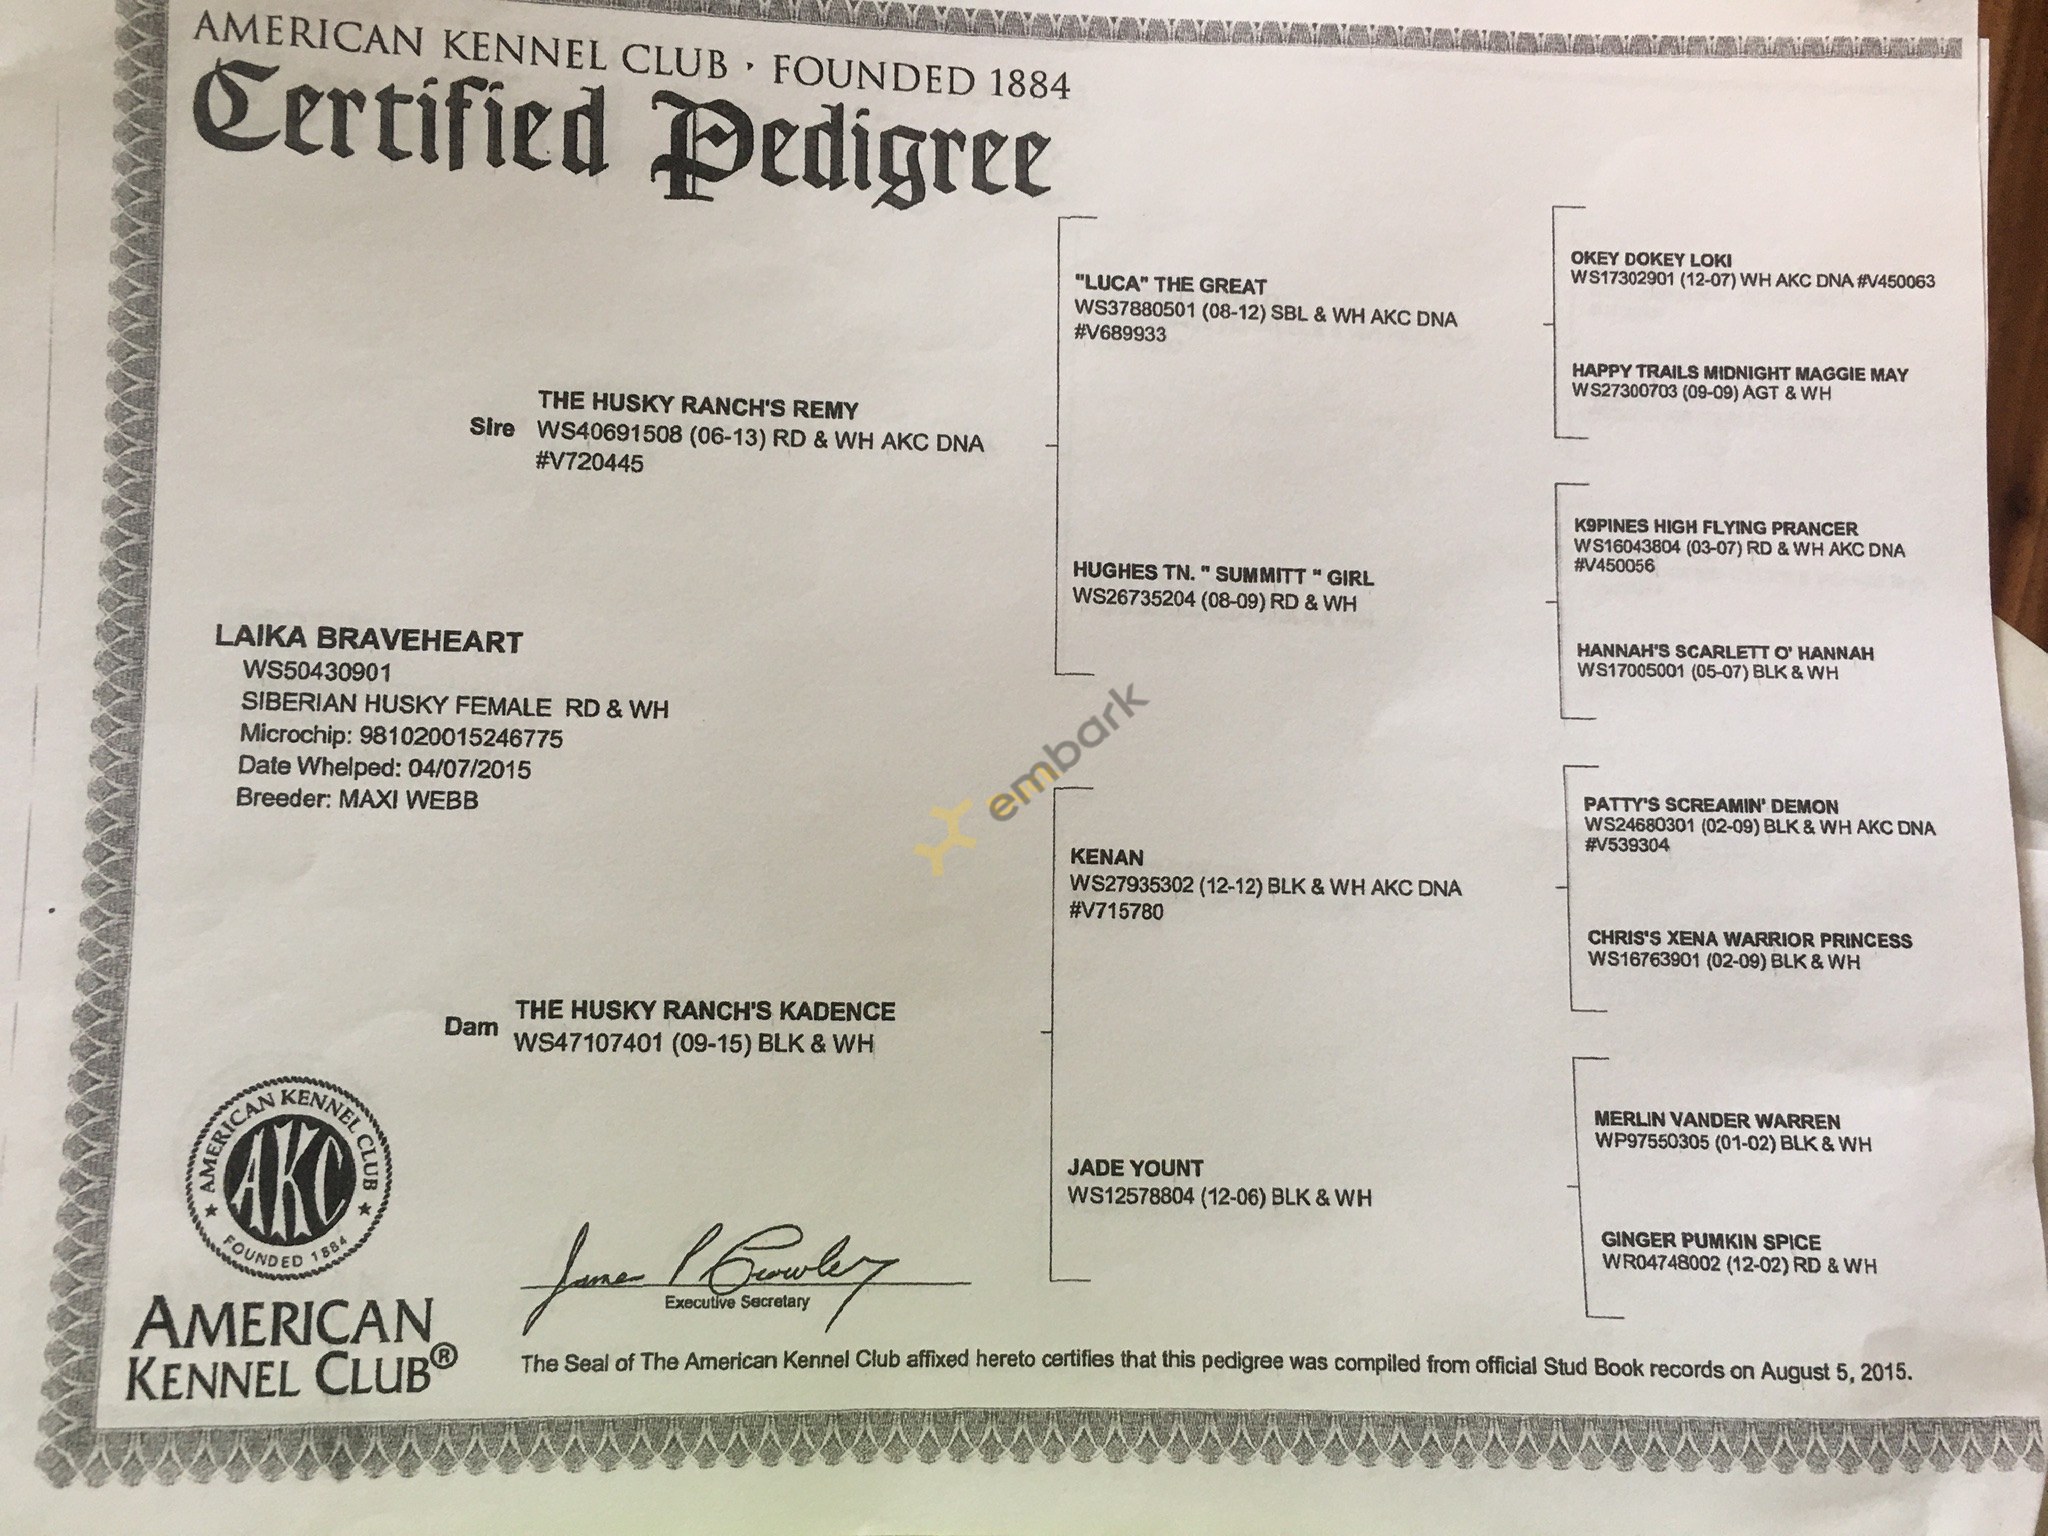 AMERICAN KENNEL CLUB · FOUNDED 1884
Certified Pedigree
OKEY DOKEY LOKI
WS17302901 (12-07) WH AKC DNA #V450063
"LUCA" THE GREAT
WS37880501 (08-12) SBL & WH AKC DNA
#V689933
HAPPY TRAILS MIDNIGHT MAGGIE MAY
WS27300703 (09-09) AGT & WH
THE HUSKY RANCH'S REMY
Sire WS40691508 (06-13) RD & WH AKC DNA
#V720445
K9PINES HIGH FLYING PRANCER
WS16043804 (03-07) RD & WH AKC DNA
#V450056
HUGHES TN. " SUMMITT " GIRL
WS26735204 (08-09) RD & WH
HANNAH'S SCARLETT O' HANNAH
WS17005001 (05-07) BLK & WH
LAIKA BRAVEHEART
WS50430901
SIBERIAN HUSKY FEMALE RD & WH
Microchip: 981020015246775
Date Whelped: 04/07/2015
Breeder: MAXI WEBB
embark
PATTY'S SCREAMIN' DEMON
WS24680301 (02-09) BLK & WH AKC DNA
#V539304
KENAN
WS27935302 (12-12) BLK & WH AKC DNA
#V715780
CHRIS'S XENA WARRIOR PRINCESS
WS16763901 (02-09) BLK & WH
THE HUSKY RANCH'S KADENCE
Dam WS47107401 (09-15) BLK & WH
MERLIN VANDER WARREN
WP97550305 (01-02) BLK & WH
JADE YOUNT
WS12578804 (12-06) BLK & WH
GINGER PUMKIN SPICE
WR04748002 (12-02) RD & WH
AMERICAN KENNEL CLUB
AKC
FOUNDED 1884
James P Crowley
Executive Secretary
AMERICAN
KENNEL CLUB®
The Seal of The American Kennel Club affixed hereto certifies that this pedigree was compiled from official Stud Book records on August 5, 2015.